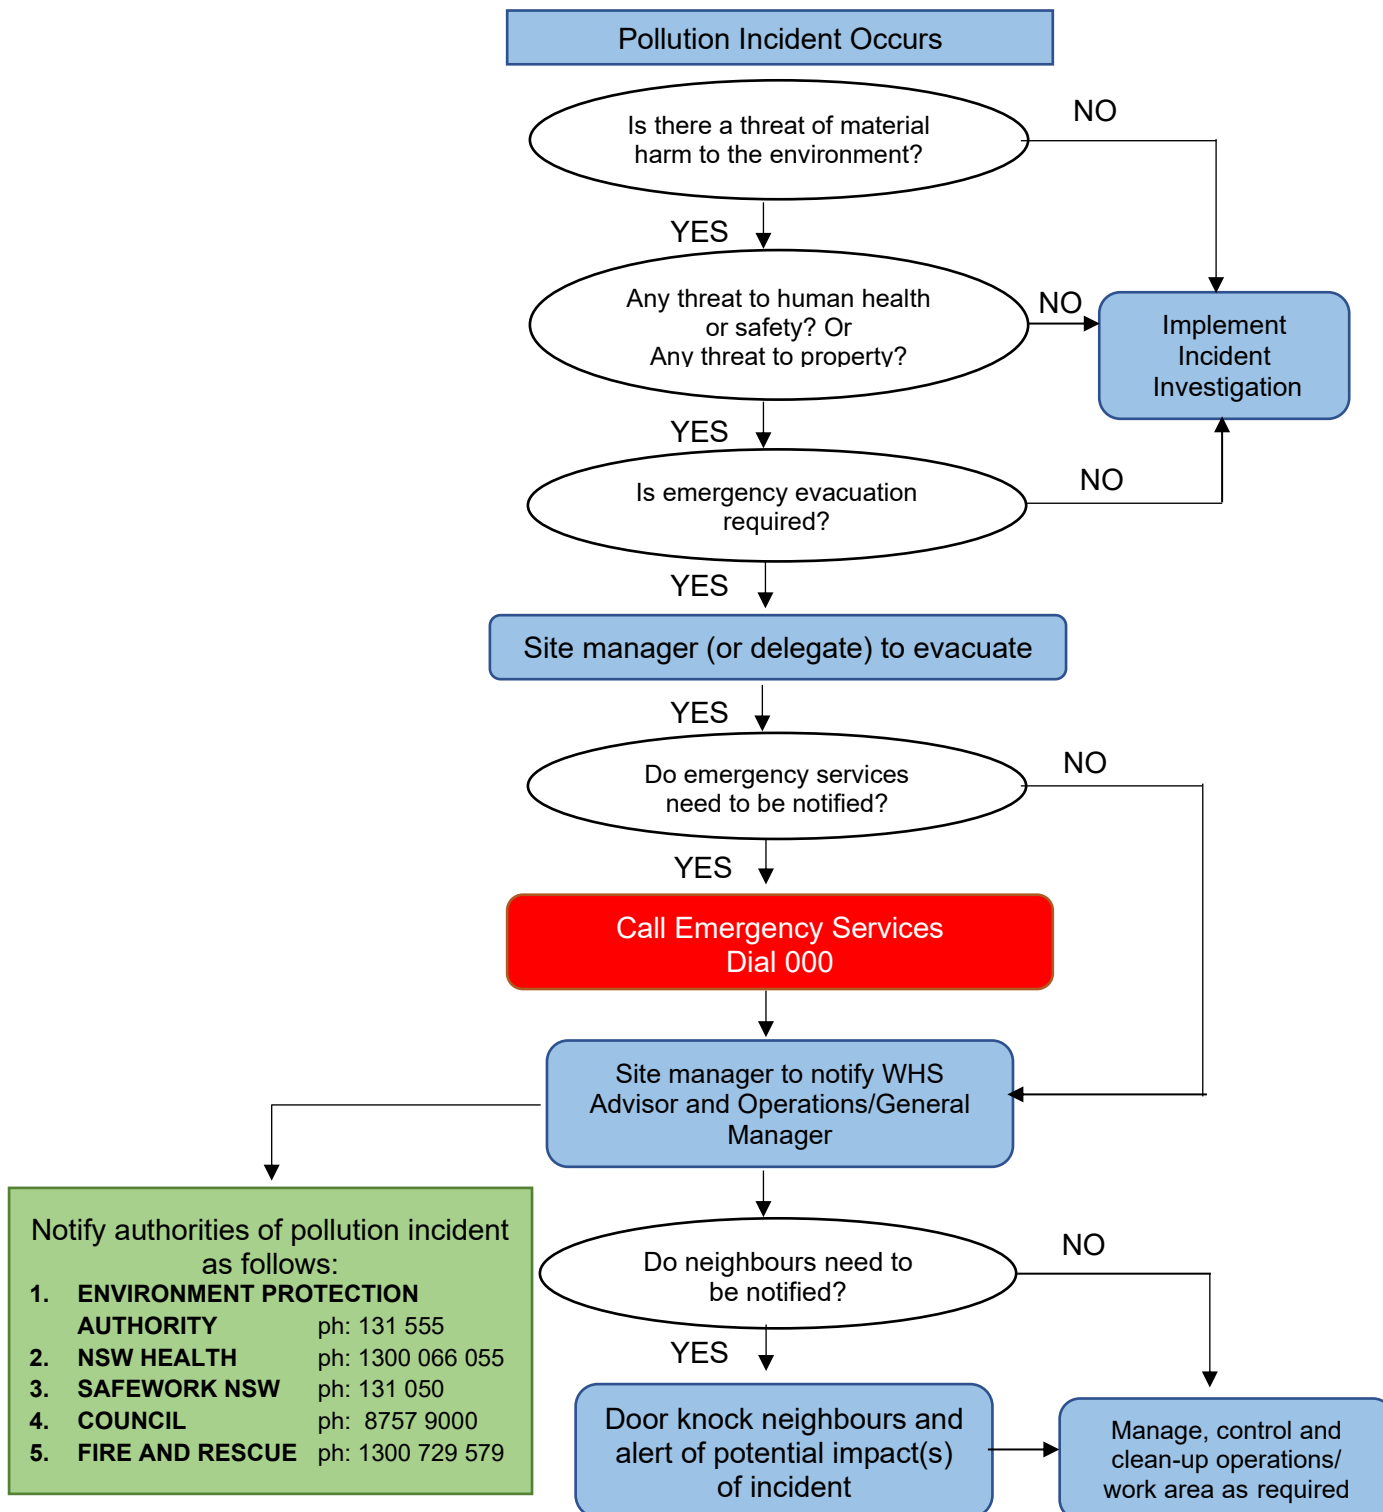 Pollution Incident Occurs
Is there a threat of material
harm to the environment?
NO
YES
Any threat to human health
or safety? Or
Any threat to property?
NO
Implement
Incident
Investigation
YES
Is emergency evacuation
required?
NO
YES
Site manager (or delegate) to evacuate
YES
Do emergency services
need to be notified?
NO
YES
Call Emergency Services
Dial 000
Site manager to notify WHS
Advisor and Operations/General
Manager
Notify authorities of pollution incident
as follows:
1. ENVIRONMENT PROTECTION
AUTHORITY ph: 131 555
2. NSW HEALTH ph: 1300 066 055
3. SAFEWORK NSW ph: 131 050
4. COUNCIL ph: 8757 9000
5. FIRE AND RESCUE ph: 1300 729 579
Do neighbours need to
be notified?
NO
YES
Door knock neighbours and
alert of potential impact(s)
of incident
Manage, control and
clean-up operations/
work area as required